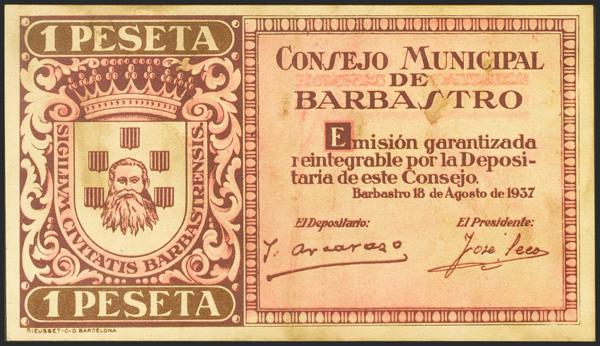 1 PESETA
SIGILLVM CIVITATIS BARBASTRENSIS.
1 PESETA
RIEUSSET-C-D. BARCELONA
CONSEJO MUNICIPAL
DE
BARBASTRO
Emisión garantizada
reintegrable por la Deposi-
taria de este Consejo.
Barbastro 18 de Agosto de 1937
El Depositario:
El Presidente:
José